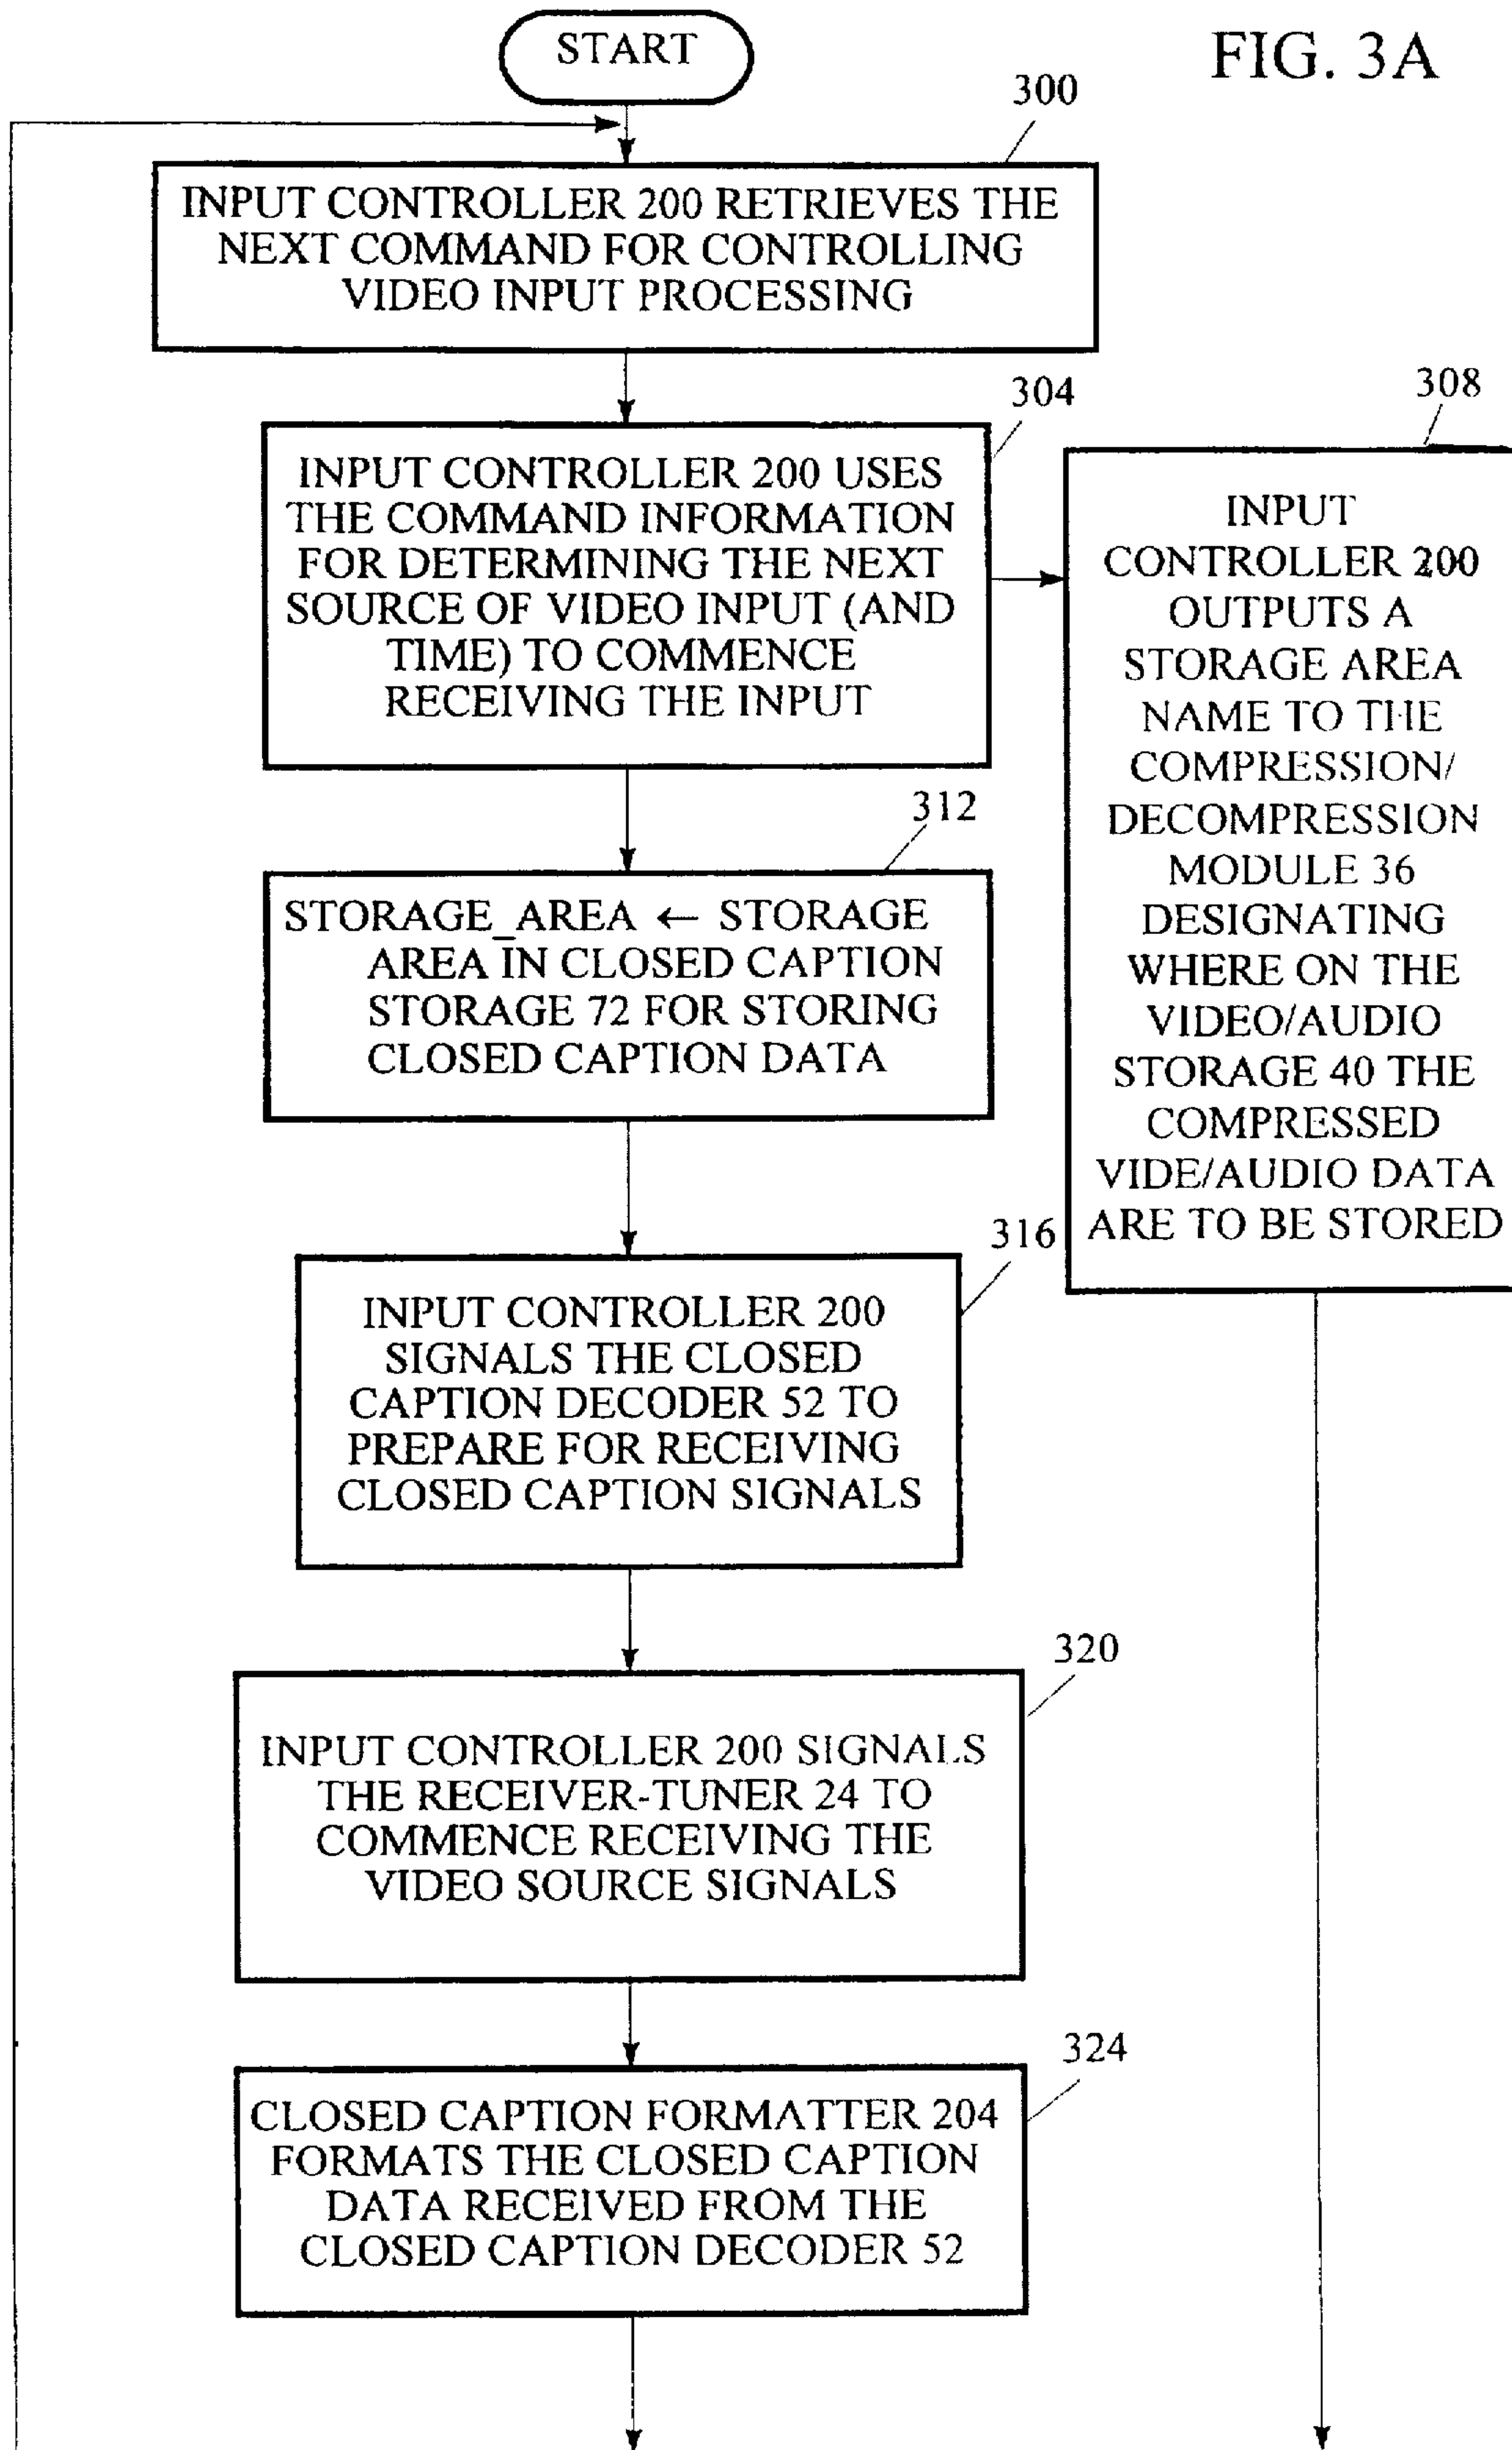 START
FIG. 3A
300
INPUT CONTROLLER 200 RETRIEVES THE
NEXT COMMAND FOR CONTROLLING
VIDEO INPUT PROCESSING
304
INPUT CONTROLLER 200 USES
THE COMMAND INFORMATION
FOR DETERMINING THE NEXT
SOURCE OF VIDEO INPUT (AND
TIME) TO COMMENCE
RECEIVING THE INPUT
308
INPUT
CONTROLLER 200
OUTPUTS A
STORAGE AREA
NAME TO THE
COMPRESSION/
DECOMPRESSION
MODULE 36
DESIGNATING
WHERE ON THE
VIDEO/AUDIO
STORAGE 40 THE
COMPRESSED
VIDE/AUDIO DATA
ARE TO BE STORED
312
STORAGE_AREA ← STORAGE
AREA IN CLOSED CAPTION
STORAGE 72 FOR STORING
CLOSED CAPTION DATA
316
INPUT CONTROLLER 200
SIGNALS THE CLOSED
CAPTION DECODER 52 TO
PREPARE FOR RECEIVING
CLOSED CAPTION SIGNALS
320
INPUT CONTROLLER 200 SIGNALS
THE RECEIVER-TUNER 24 TO
COMMENCE RECEIVING THE
VIDEO SOURCE SIGNALS
324
CLOSED CAPTION FORMATTER 204
FORMATS THE CLOSED CAPTION
DATA RECEIVED FROM THE
CLOSED CAPTION DECODER 52